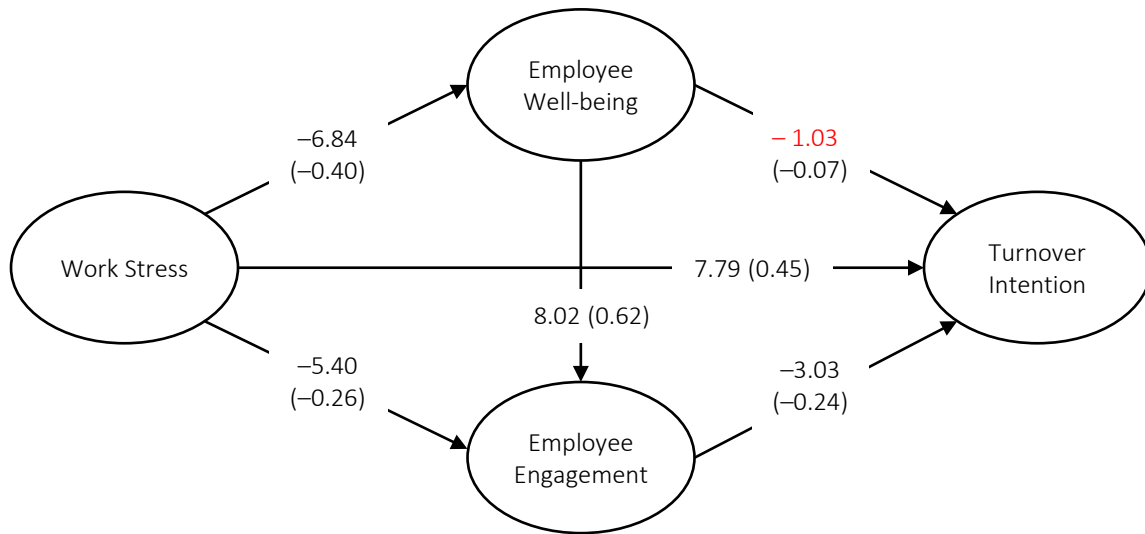 Employee
Well-being
−6.84
(−0.40)
− 1.03
(−0.07)
Work Stress
7.79 (0.45)
Turnover
Intention
8.02 (0.62)
−5.40
(−0.26)
−3.03
(−0.24)
Employee
Engagement